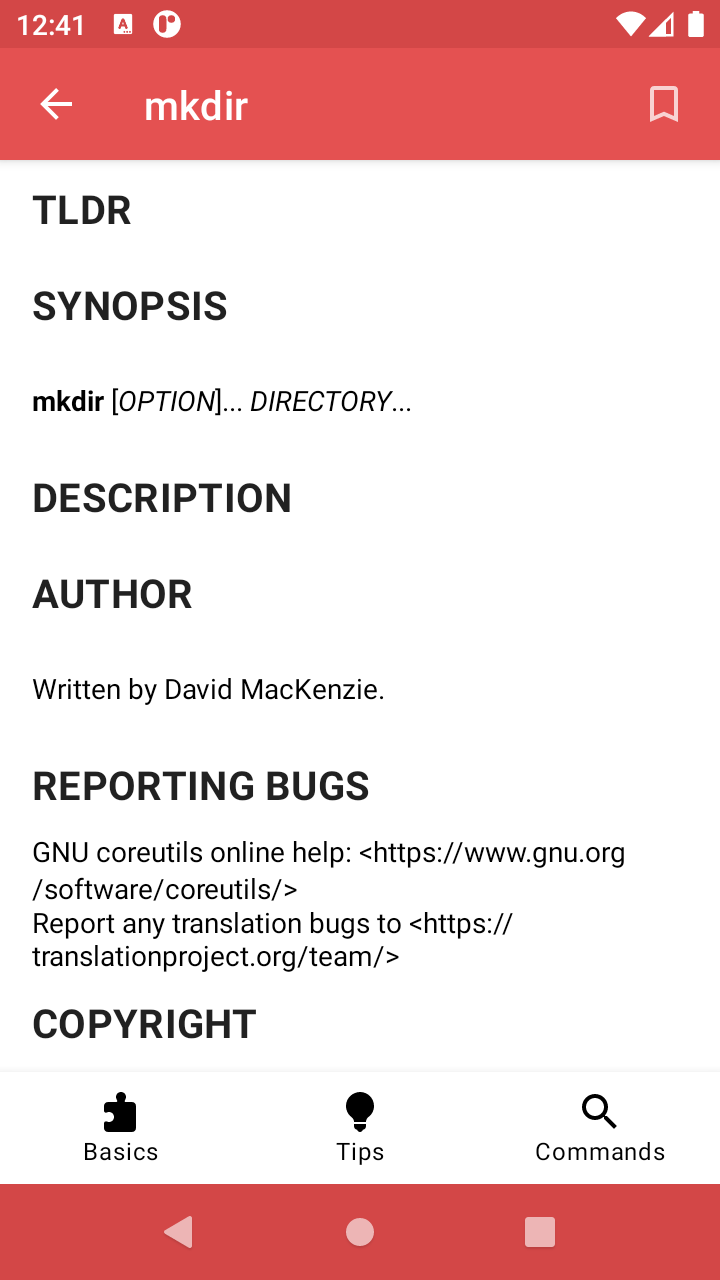 12:41
mkdir
TLDR
SYNOPSIS
mkdir [OPTION]... DIRECTORY...
DESCRIPTION
AUTHOR
Written by David MacKenzie.
REPORTING BUGS
GNU coreutils online help: <https://www.gnu.org
/software/coreutils/>
Report any translation bugs to <https://
translationproject.org/team/>
COPYRIGHT
Basics Tips Commands